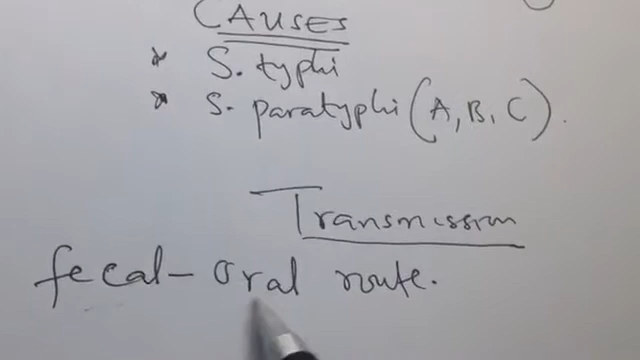 CAUSES
* S. typhi
* S. paratyphi (A, B, C).
Transmission
fecal - Oral route.